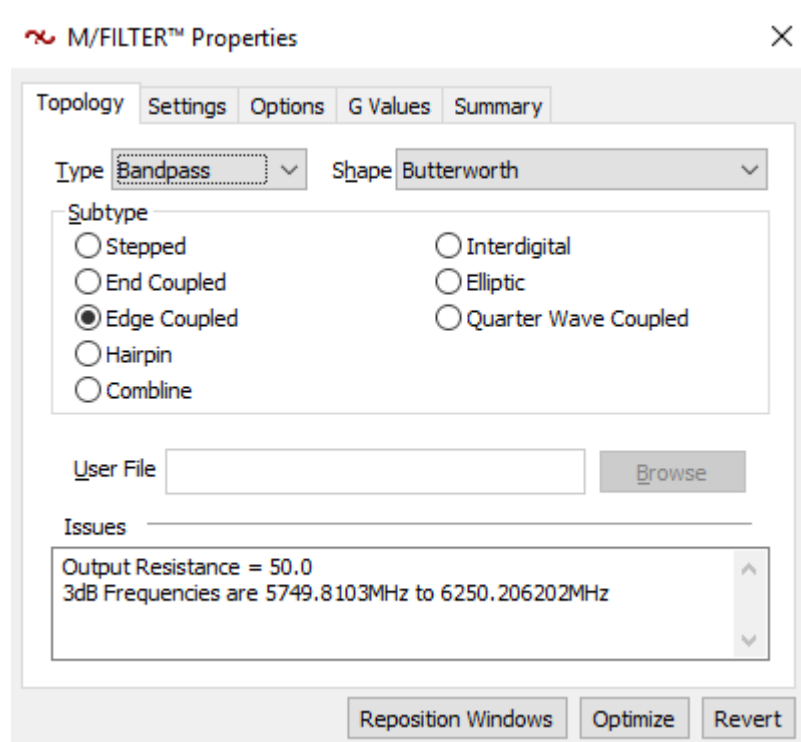 M/FILTER™ Properties
Topology Settings Options G Values Summary
Type Bandpass Shape Butterworth
Subtype
Stepped Interdigital
End Coupled Elliptic
Edge Coupled Quarter Wave Coupled
Hairpin
Combline
User File Browse
Issues
Output Resistance = 50.0
3dB Frequencies are 5749.8103MHz to 6250.206202MHz
Reposition Windows Optimize Revert